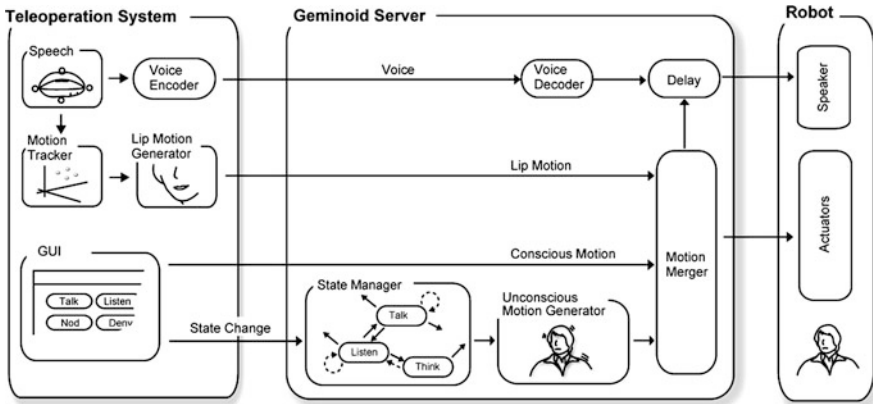 Teleoperation System
Geminoid Server
Robot
Speech
Voice
Encoder
Voice
Voice
Decoder
Delay
Speaker
Motion
Tracker
Lip Motion
Generator
Lip Motion
Actuators
GUI
Talk
Listen
Nod
Deny
Conscious Motion
Motion
Merger
State Change
State Manager
Talk
Listen
Think
Unconscious
Motion Generator